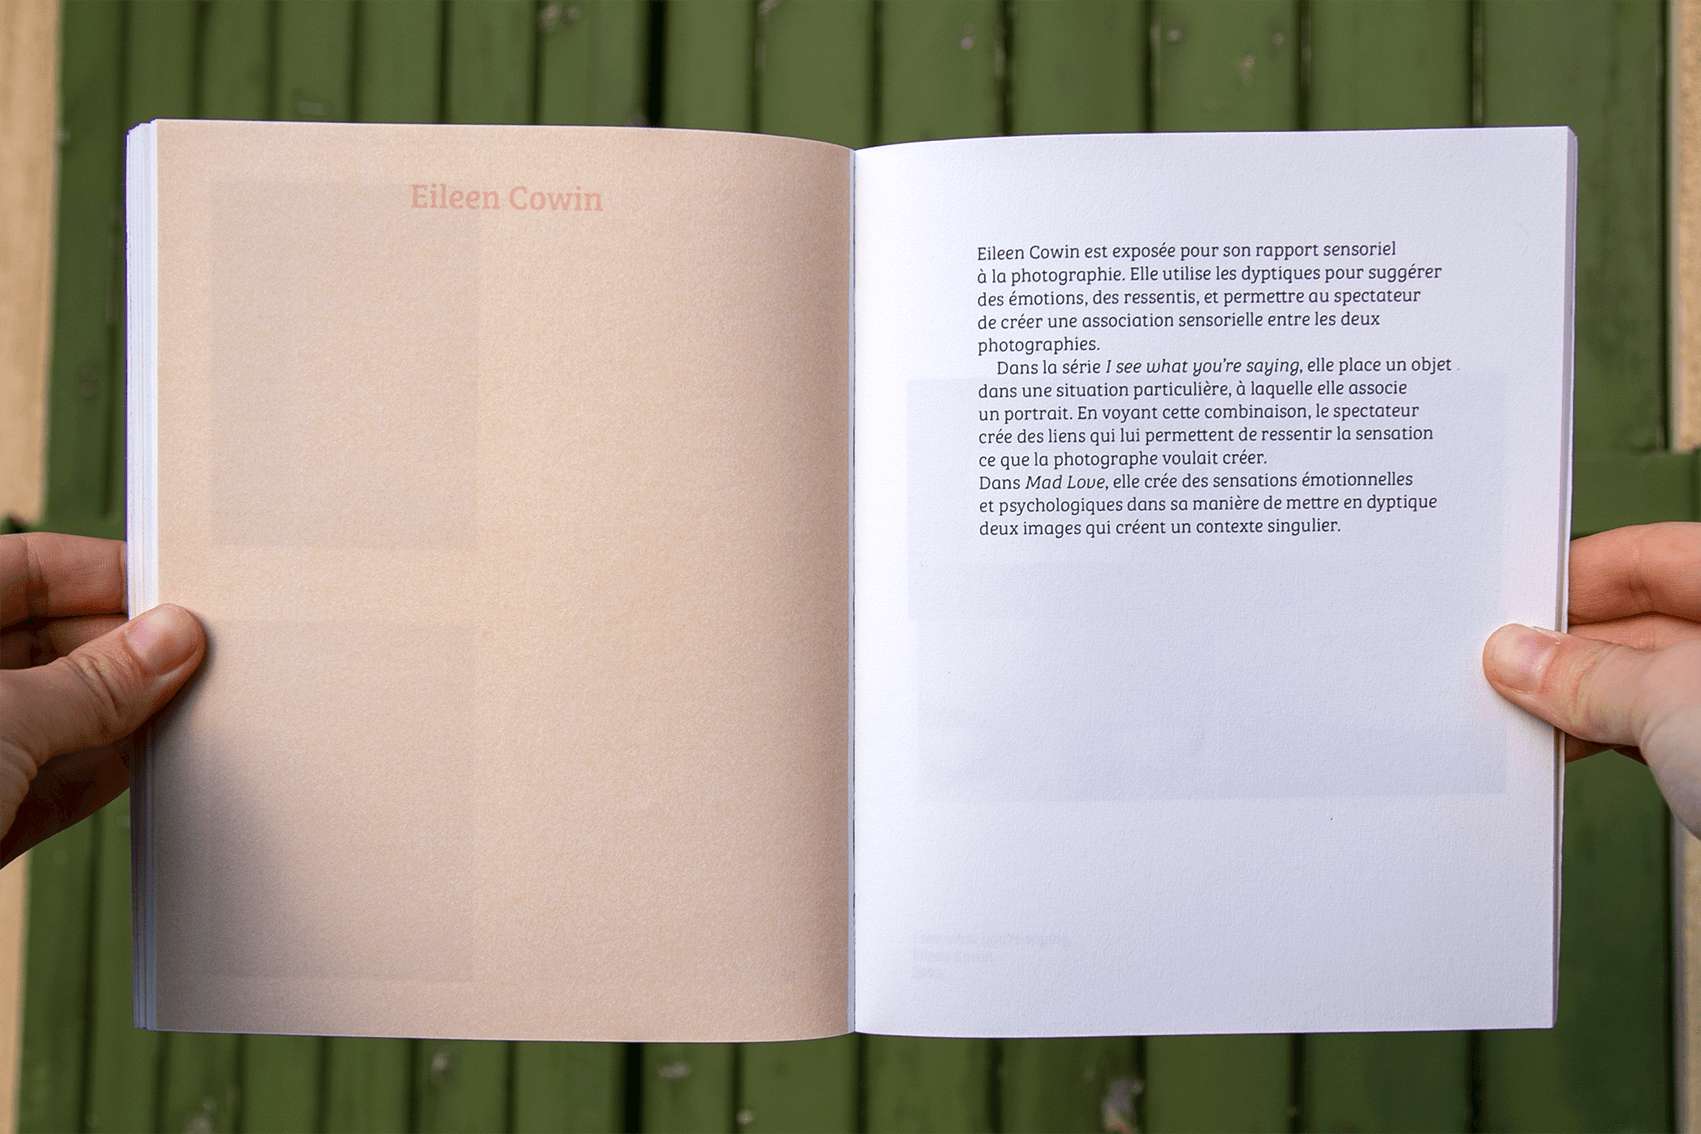 Eileen Cowin
Eileen Cowin est exposée pour son rapport sensoriel
à la photographie. Elle utilise les dyptiques pour suggérer
des émotions, des ressentis, et permettre au spectateur
de créer une association sensorielle entre les deux
photographies.
Dans la série I see what you're saying, elle place un objet
dans une situation particulière, à laquelle elle associe
un portrait. En voyant cette combinaison, le spectateur
crée des liens qui lui permettent de ressentir la sensation
ce que la photographe voulait créer.
Dans Mad Love, elle crée des sensations émotionnelles
et psychologiques dans sa manière de mettre en dyptique
deux images qui créent un contexte singulier.